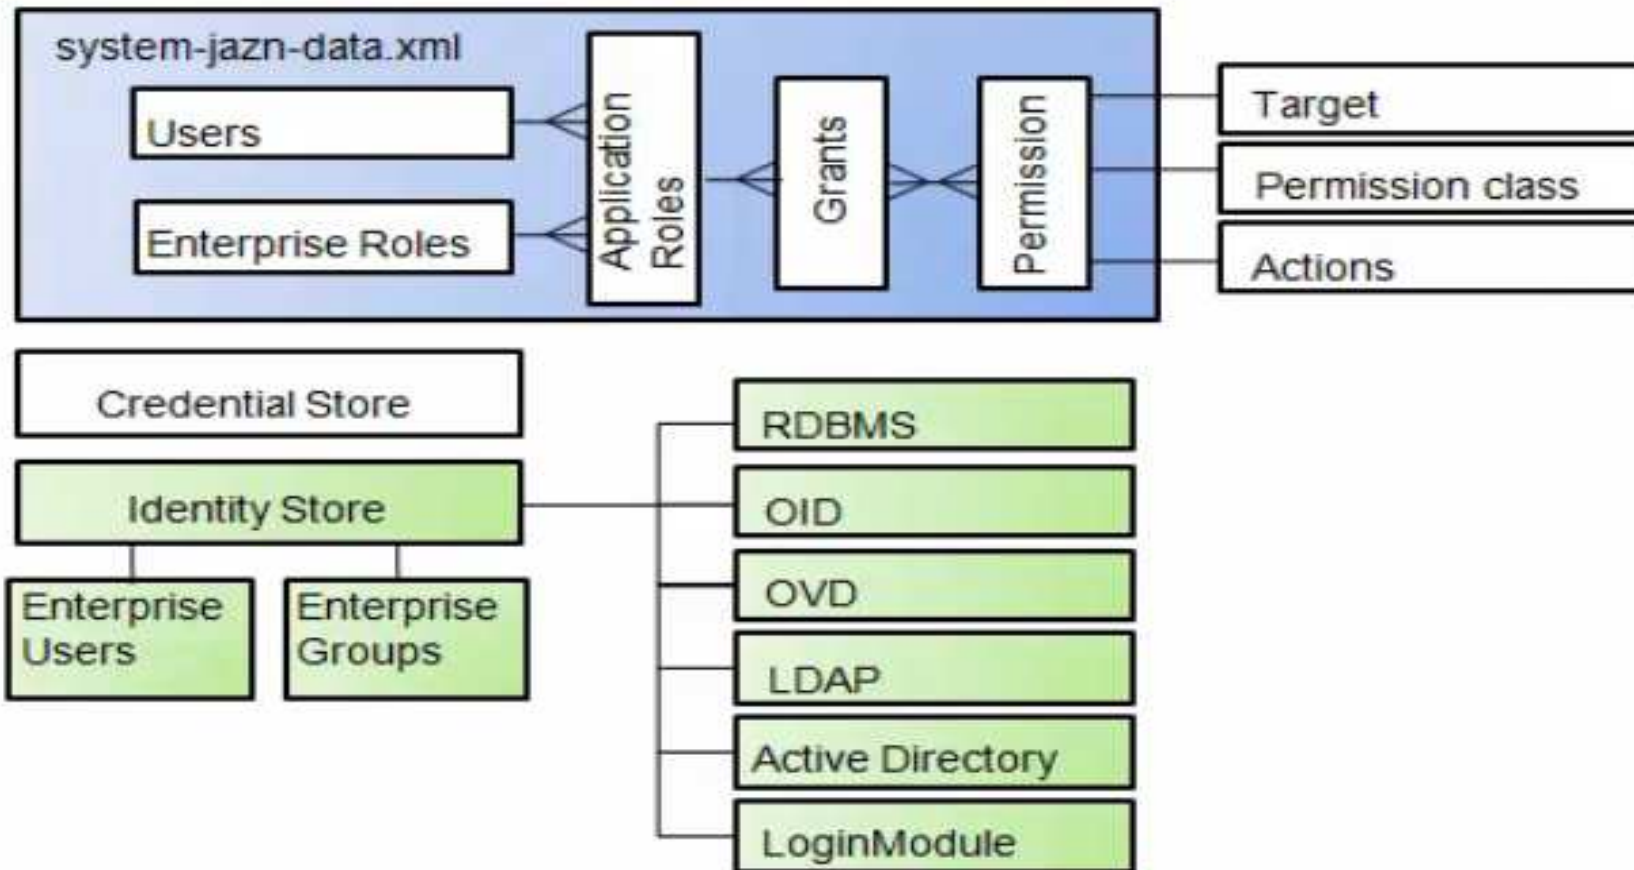 system-jazn-data.xml
Users
Enterprise Roles
Application
Roles
Grants
Permission
Target
Permission class
Actions
Credential Store
Identity Store
Enterprise
Users
Enterprise
Groups
RDBMS
OID
OVD
LDAP
Active Directory
LoginModule